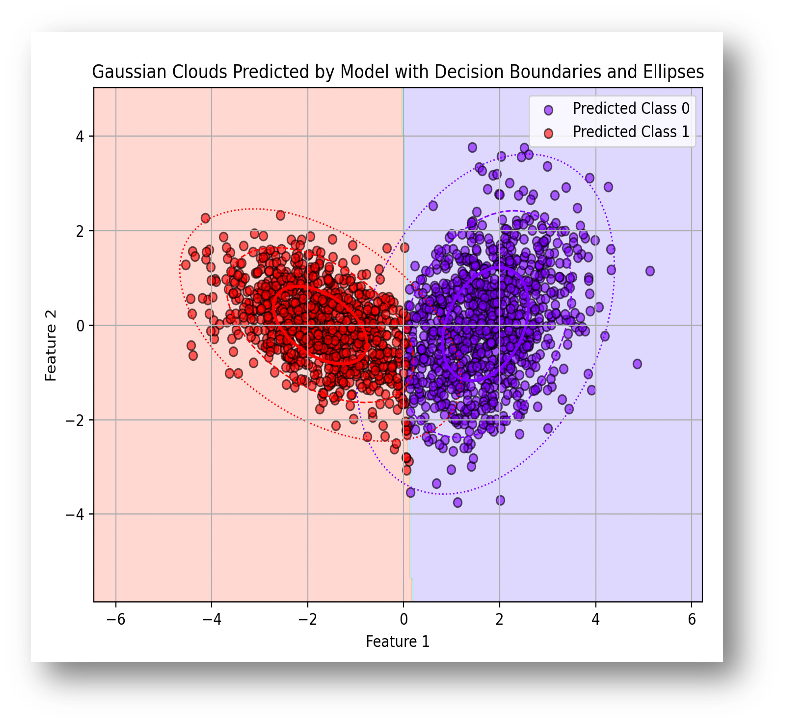 Gaussian Clouds Predicted by Model with Decision Boundaries and Ellipses
Predicted Class 0
Predicted Class 1
4
2
0
−2
−4
Feature 2
−6
−4
−2
0
2
4
6
Feature 1